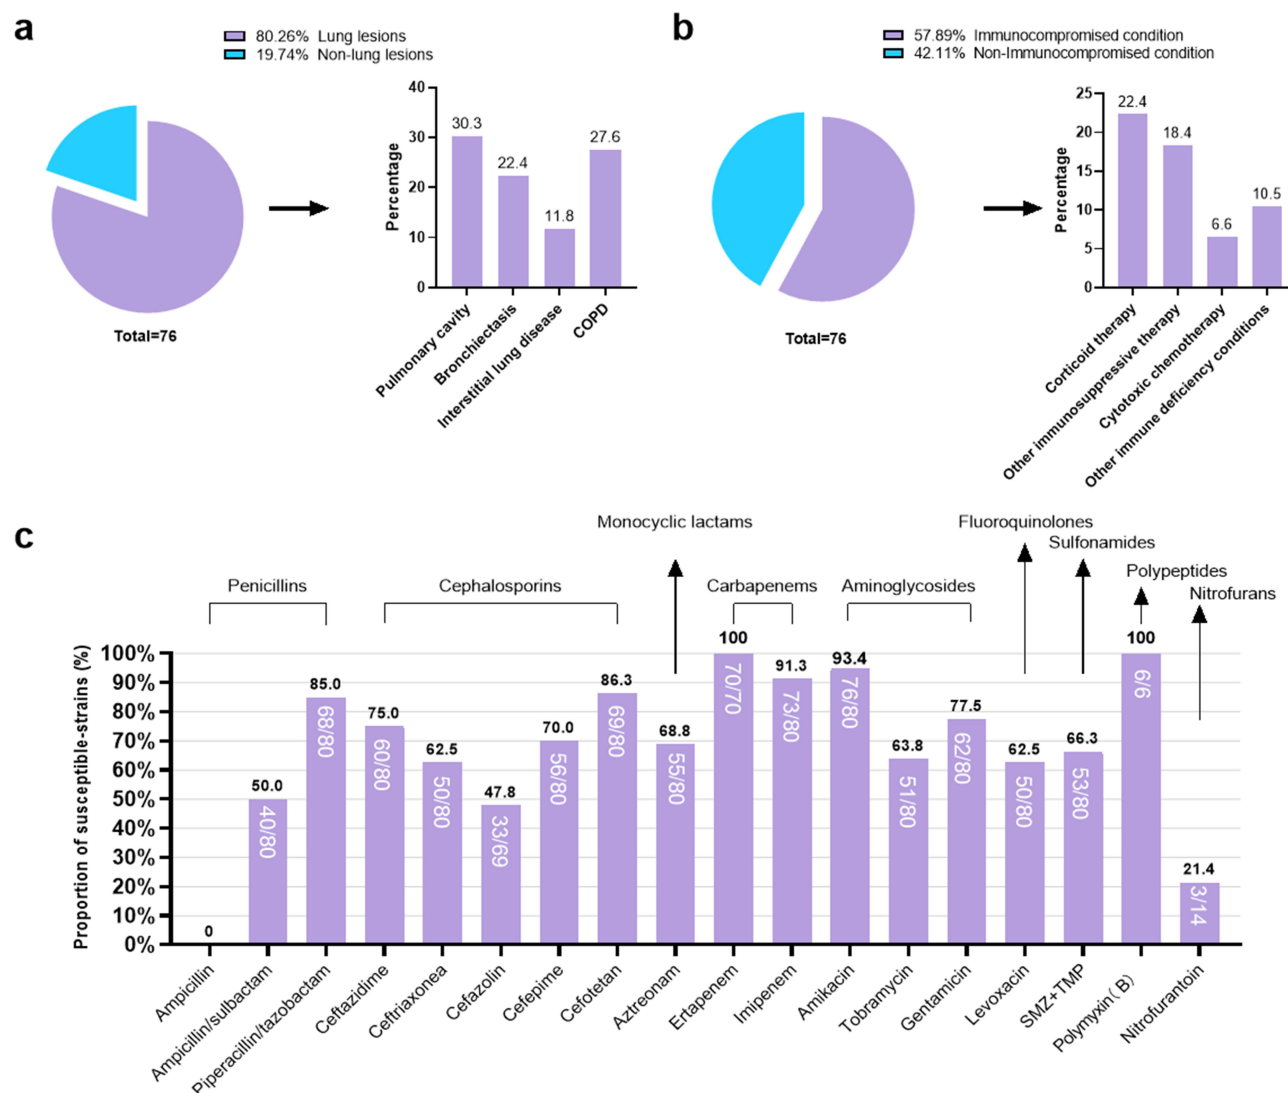 a
80.26% Lung lesions
19.74% Non-lung lesions
Total=76
Percentage
40
30
20
10
0
30.3
22.4
11.8
27.6
Pulmonary cavity
Bronchiectasis
Interstitial lung disease
COPD
b
57.89% Immunocompromised condition
42.11% Non-Immunocompromised condition
Total=76
Percentage
25
20
15
10
5
0
22.4
18.4
6.6
10.5
Corticoid therapy
Other immunosuppressive therapy
Cytotoxic chemotherapy
Other immune deficiency conditions
c
Monocyclic lactams
Fluoroquinolones
Sulfonamides
Polypeptides
Nitrofurans
Penicillins
Cephalosporins
Carbapenems
Aminoglycosides
Proportion of susceptible-strains (%)
100%
90%
80%
70%
60%
50%
40%
30%
20%
10%
0%
0
50.0
85.0
75.0
62.5
47.8
70.0
86.3
68.8
100
91.3
93.4
63.8
77.5
62.5
66.3
100
21.4
40/80
68/80
60/80
50/80
33/69
56/80
69/80
55/80
70/70
73/80
76/80
51/80
62/80
50/80
53/80
6/6
3/14
Ampicillin
Ampicillin/sulbactam
Piperacillin/tazobactam
Ceftazidime
Ceftriaxonea
Cefazolin
Cefepime
Cefotetan
Aztreonam
Ertapenem
Imipenem
Amikacin
Tobramycin
Gentamicin
Levoxacin
SMZ+TMP
Polymyxin( B)
Nitrofurantoin